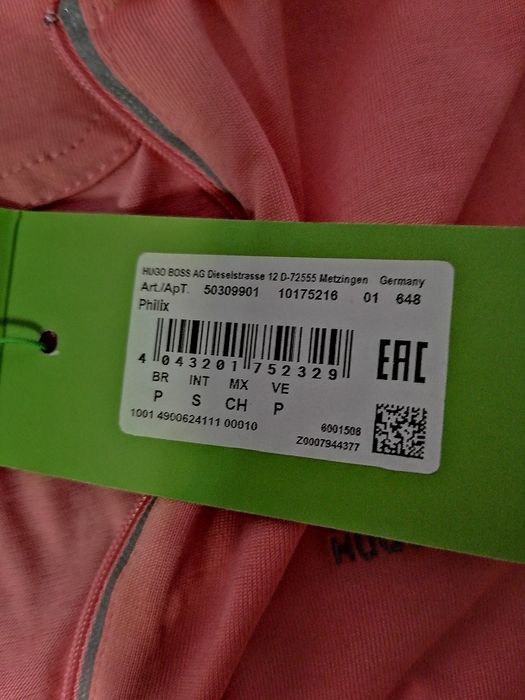 HUGO BOSS AG Dieselstrasse 12 D-72555 Metzingen Germany
Art./АрТ. 50309901 10175216 01 648
Philix
4 043201 752329
EAC
BR INT MX VE
P S CH P
1001 4900624111 00010
6001508
Z0007944377